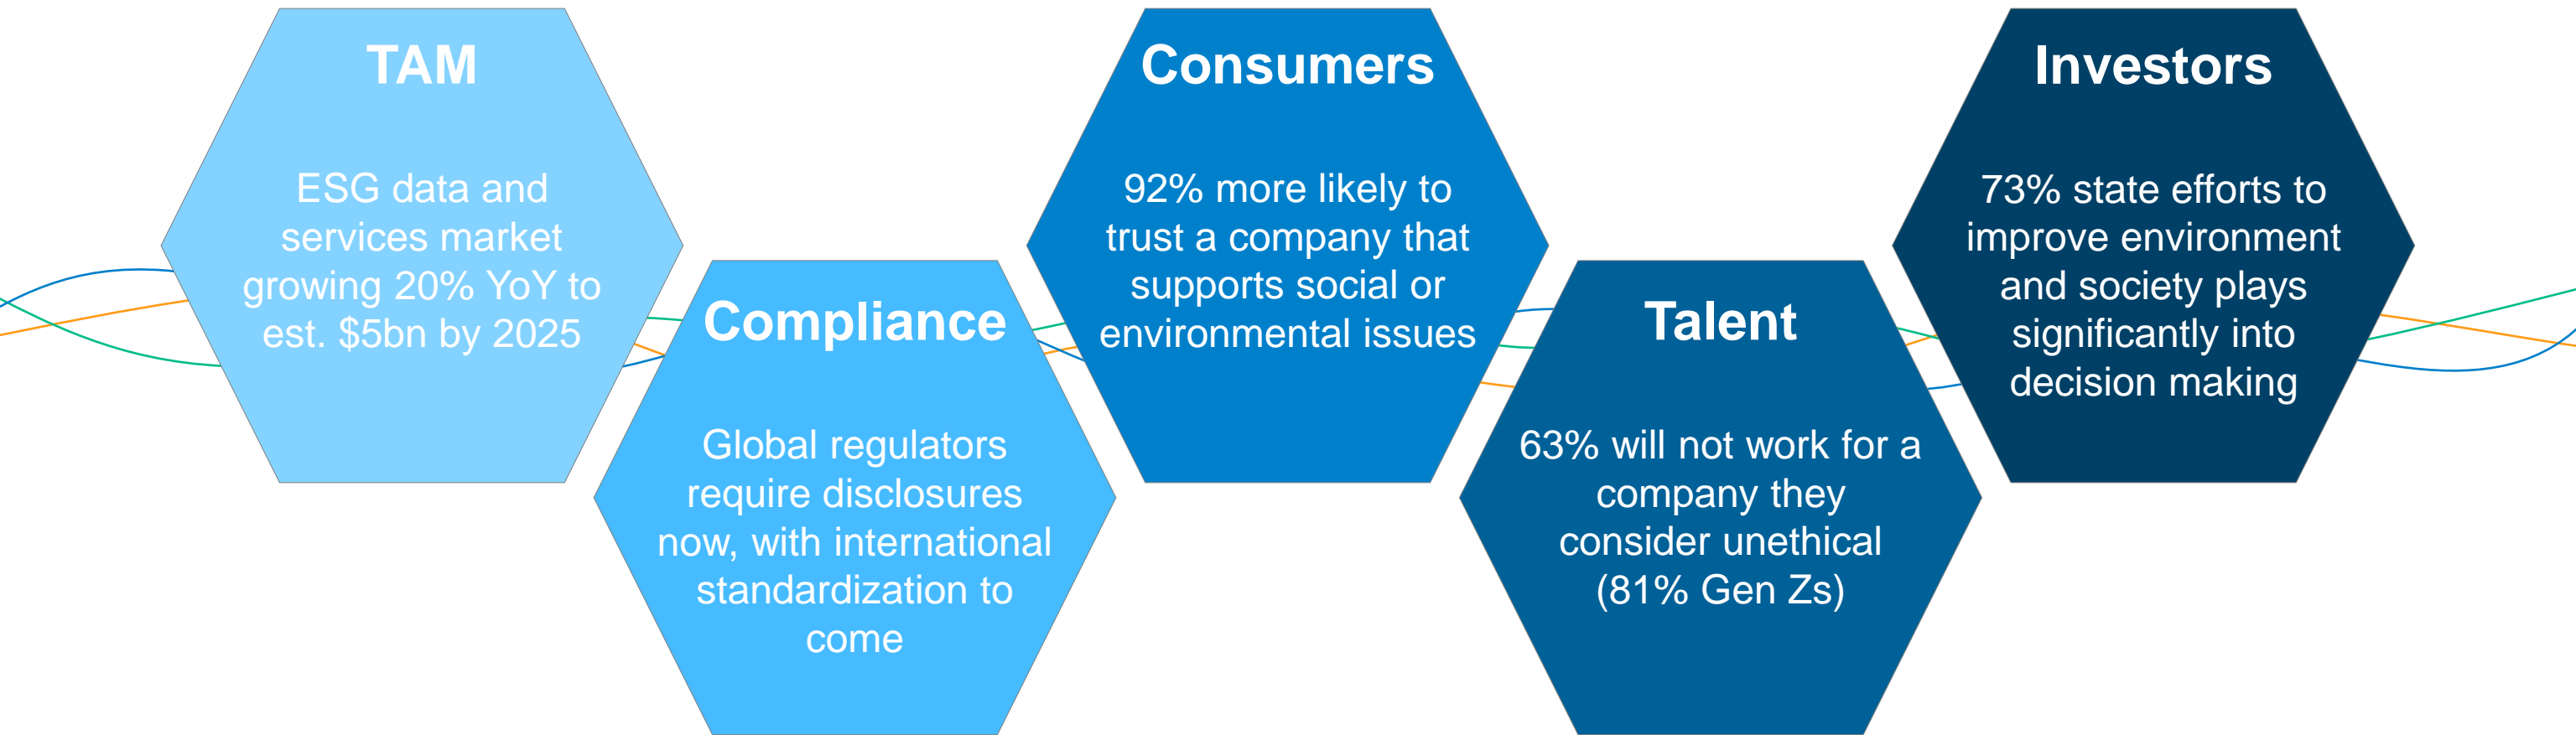 TAM
ESG data and
services market
growing 20% YoY to
est. $5bn by 2025
Compliance
Global regulators
require disclosures
now, with international
standardization to
come
Consumers
92% more likely to
trust a company that
supports social or
environmental issues
Talent
63% will not work for a
company they
consider unethical
(81% Gen Zs)
Investors
73% state efforts to
improve environment
and society plays
significantly into
decision making